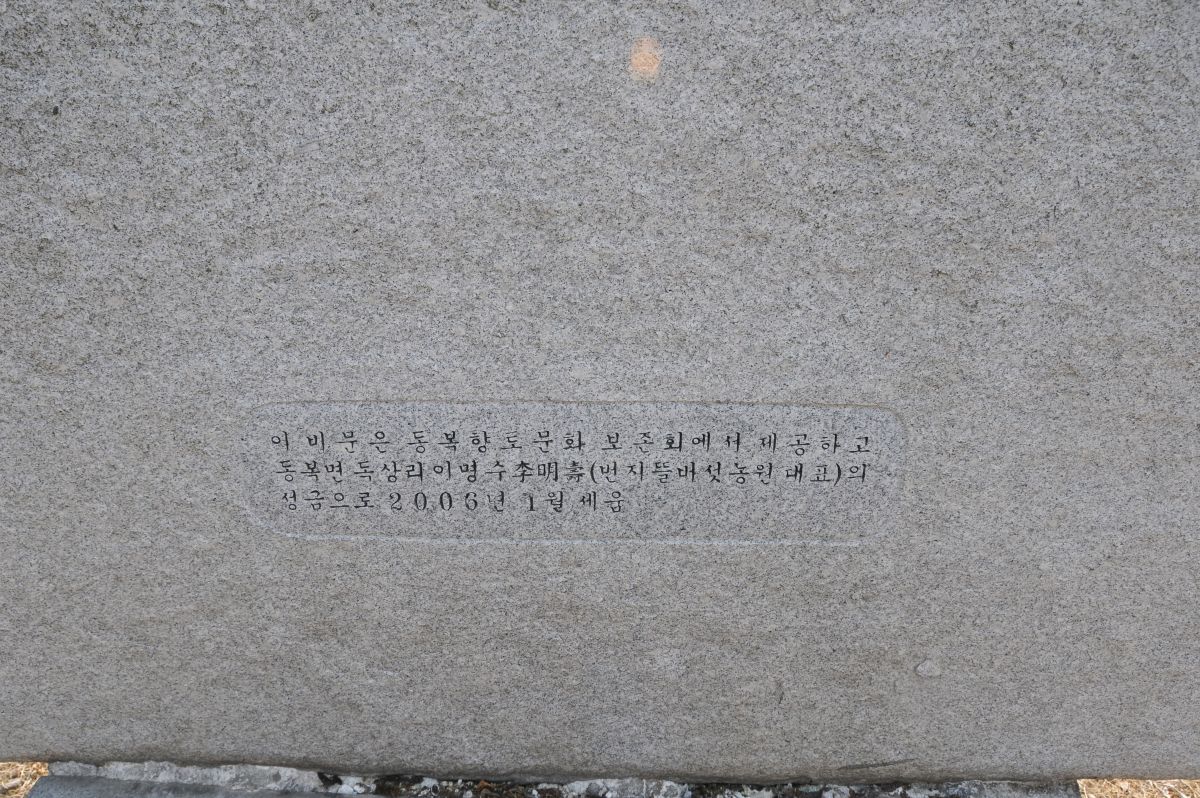 이 비문은 동복향토문화 보존회에서 제공하고
동복면 독상리 이명수李明壽(번지뜰버섯농원 대표)의
성금으로 2006년 1월 세움